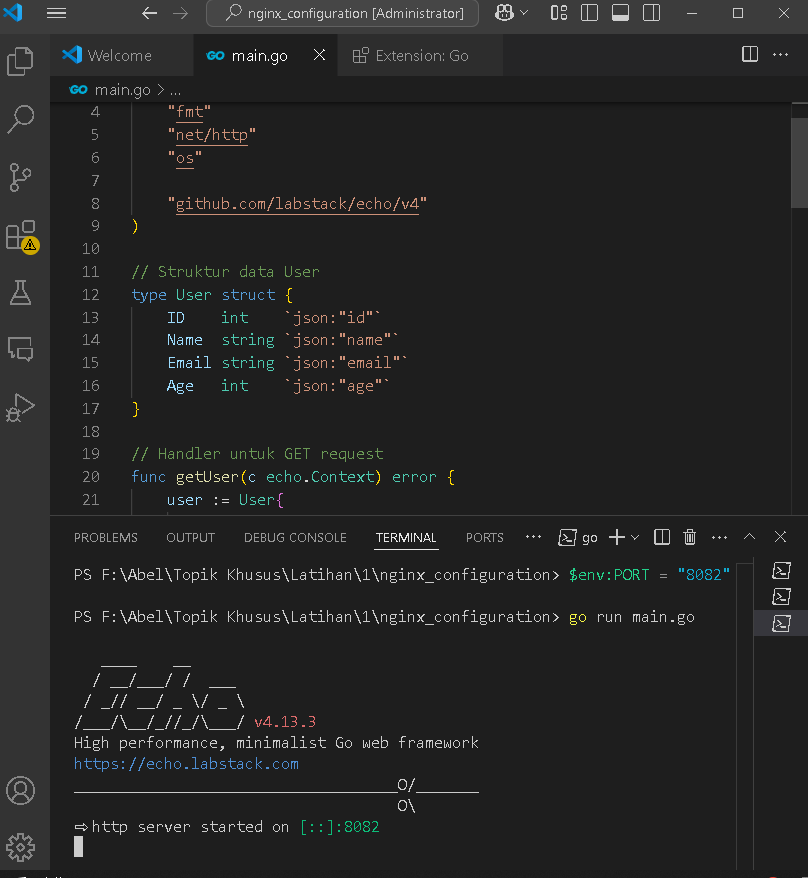 nginx_configuration [Administrator]
Welcome
GO main.go
Extension: Go
GO main.go > ...
4 "fmt"
5 "net/http"
6 "os"
7
8 "github.com/labstack/echo/v4"
9 )
10
11 // Struktur data User
12 type User struct {
13 ID int `json:"id"`
14 Name string `json:"name"`
15 Email string `json:"email"`
16 Age int `json:"age"`
17 }
18
19 // Handler untuk GET request
20 func getUser(c echo.Context) error {
21 user := User{
PROBLEMS OUTPUT DEBUG CONSOLE TERMINAL PORTS ... go
PS F:\Abel\Topik Khusus\Latihan\1\nginx_configuration> $env:PORT = "8082"
PS F:\Abel\Topik Khusus\Latihan\1\nginx_configuration> go run main.go
   ____    __
  / __/___/ /  ___
 / _// __/ _ \/ _ \
/___/\__/_//_/\___/ v4.13.3
High performance, minimalist Go web framework
https://echo.labstack.com
____________________________________O/_______
                                    O\
⇨ http server started on [::]:8082